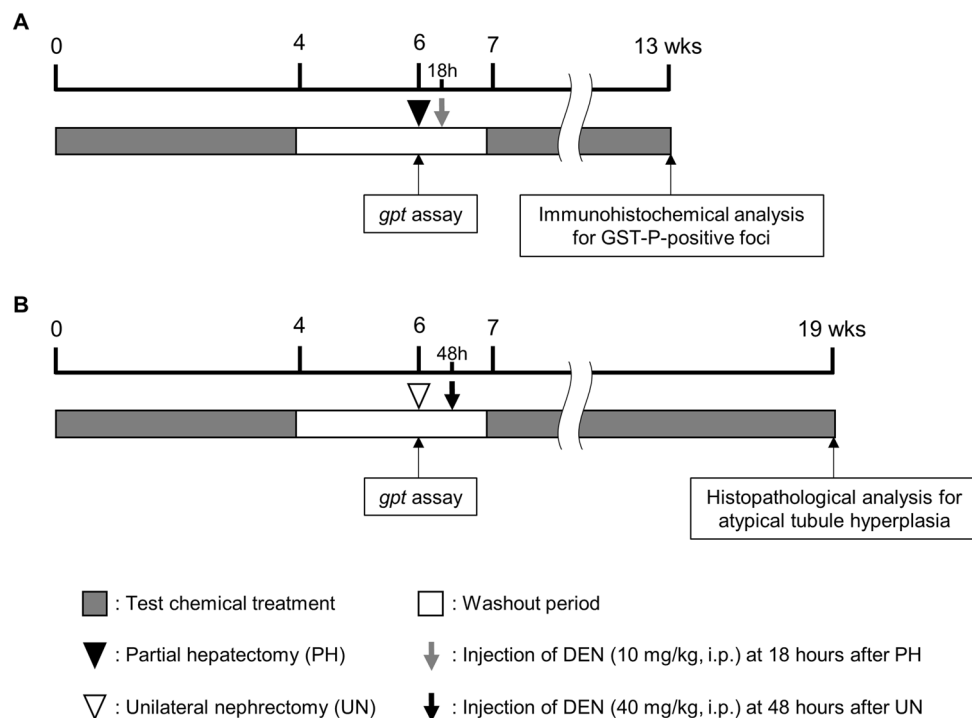 A
0 4 6 7 13 wks
18h
gpt assay
Immunohistochemical analysis
for GST-P-positive foci
B
0 4 6 7 19 wks
48h
gpt assay
Histopathological analysis for
atypical tubule hyperplasia
: Test chemical treatment
: Washout period
: Partial hepatectomy (PH)
: Injection of DEN (10 mg/kg, i.p.) at 18 hours after PH
: Unilateral nephrectomy (UN)
: Injection of DEN (40 mg/kg, i.p.) at 48 hours after UN